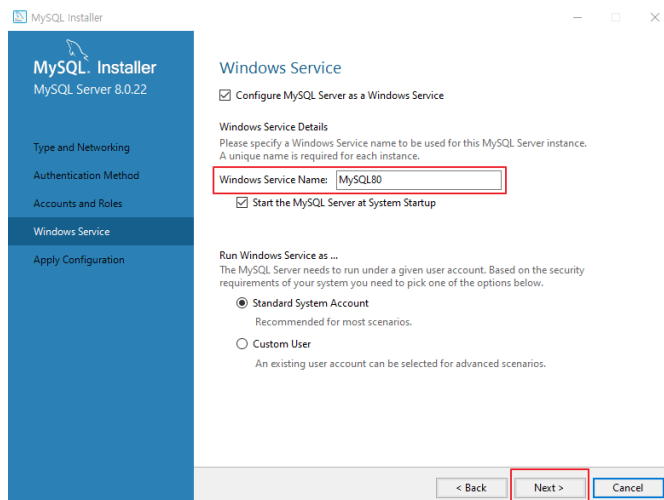 MySQL Installer
MySQL. Installer
MySQL Server 8.0.22
Type and Networking
Authentication Method
Accounts and Roles
Windows Service
Apply Configuration
Windows Service
Configure MySQL Server as a Windows Service
Windows Service Details
Please specify a Windows Service name to be used for this MySQL Server instance.
A unique name is required for each instance.
Windows Service Name: MySQL80
Start the MySQL Server at System Startup
Run Windows Service as ...
The MySQL Server needs to run under a given user account. Based on the security
requirements of your system you need to pick one of the options below.
Standard System Account
Recommended for most scenarios.
Custom User
An existing user account can be selected for advanced scenarios.
< Back Next > Cancel